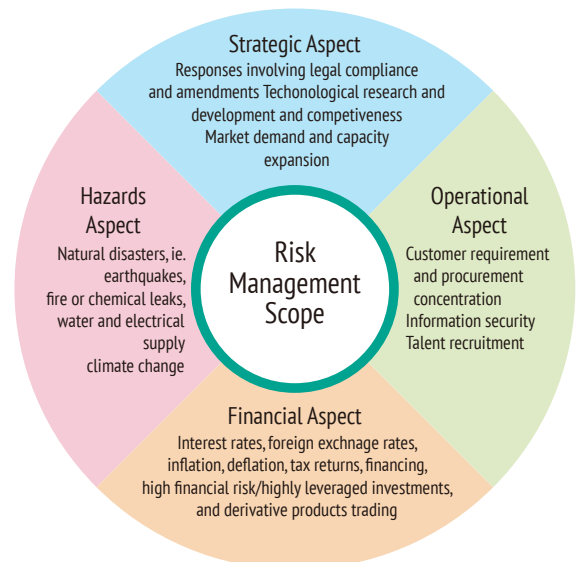 Strategic Aspect
Responses involving legal compliance
and amendments Techonological research and
development and competiveness
Market demand and capacity
expansion
Hazards
Aspect
Natural disasters, ie.
earthquakes,
fire or chemical leaks,
water and electrical
supply
climate change
Risk
Management
Scope
Operational
Aspect
Customer requirement
and procurement
concentration
Information security
Talent recruitment
Financial Aspect
Interest rates, foreign exchnage rates,
inflation, deflation, tax returns, financing,
high financial risk/highly leveraged investments,
and derivative products trading